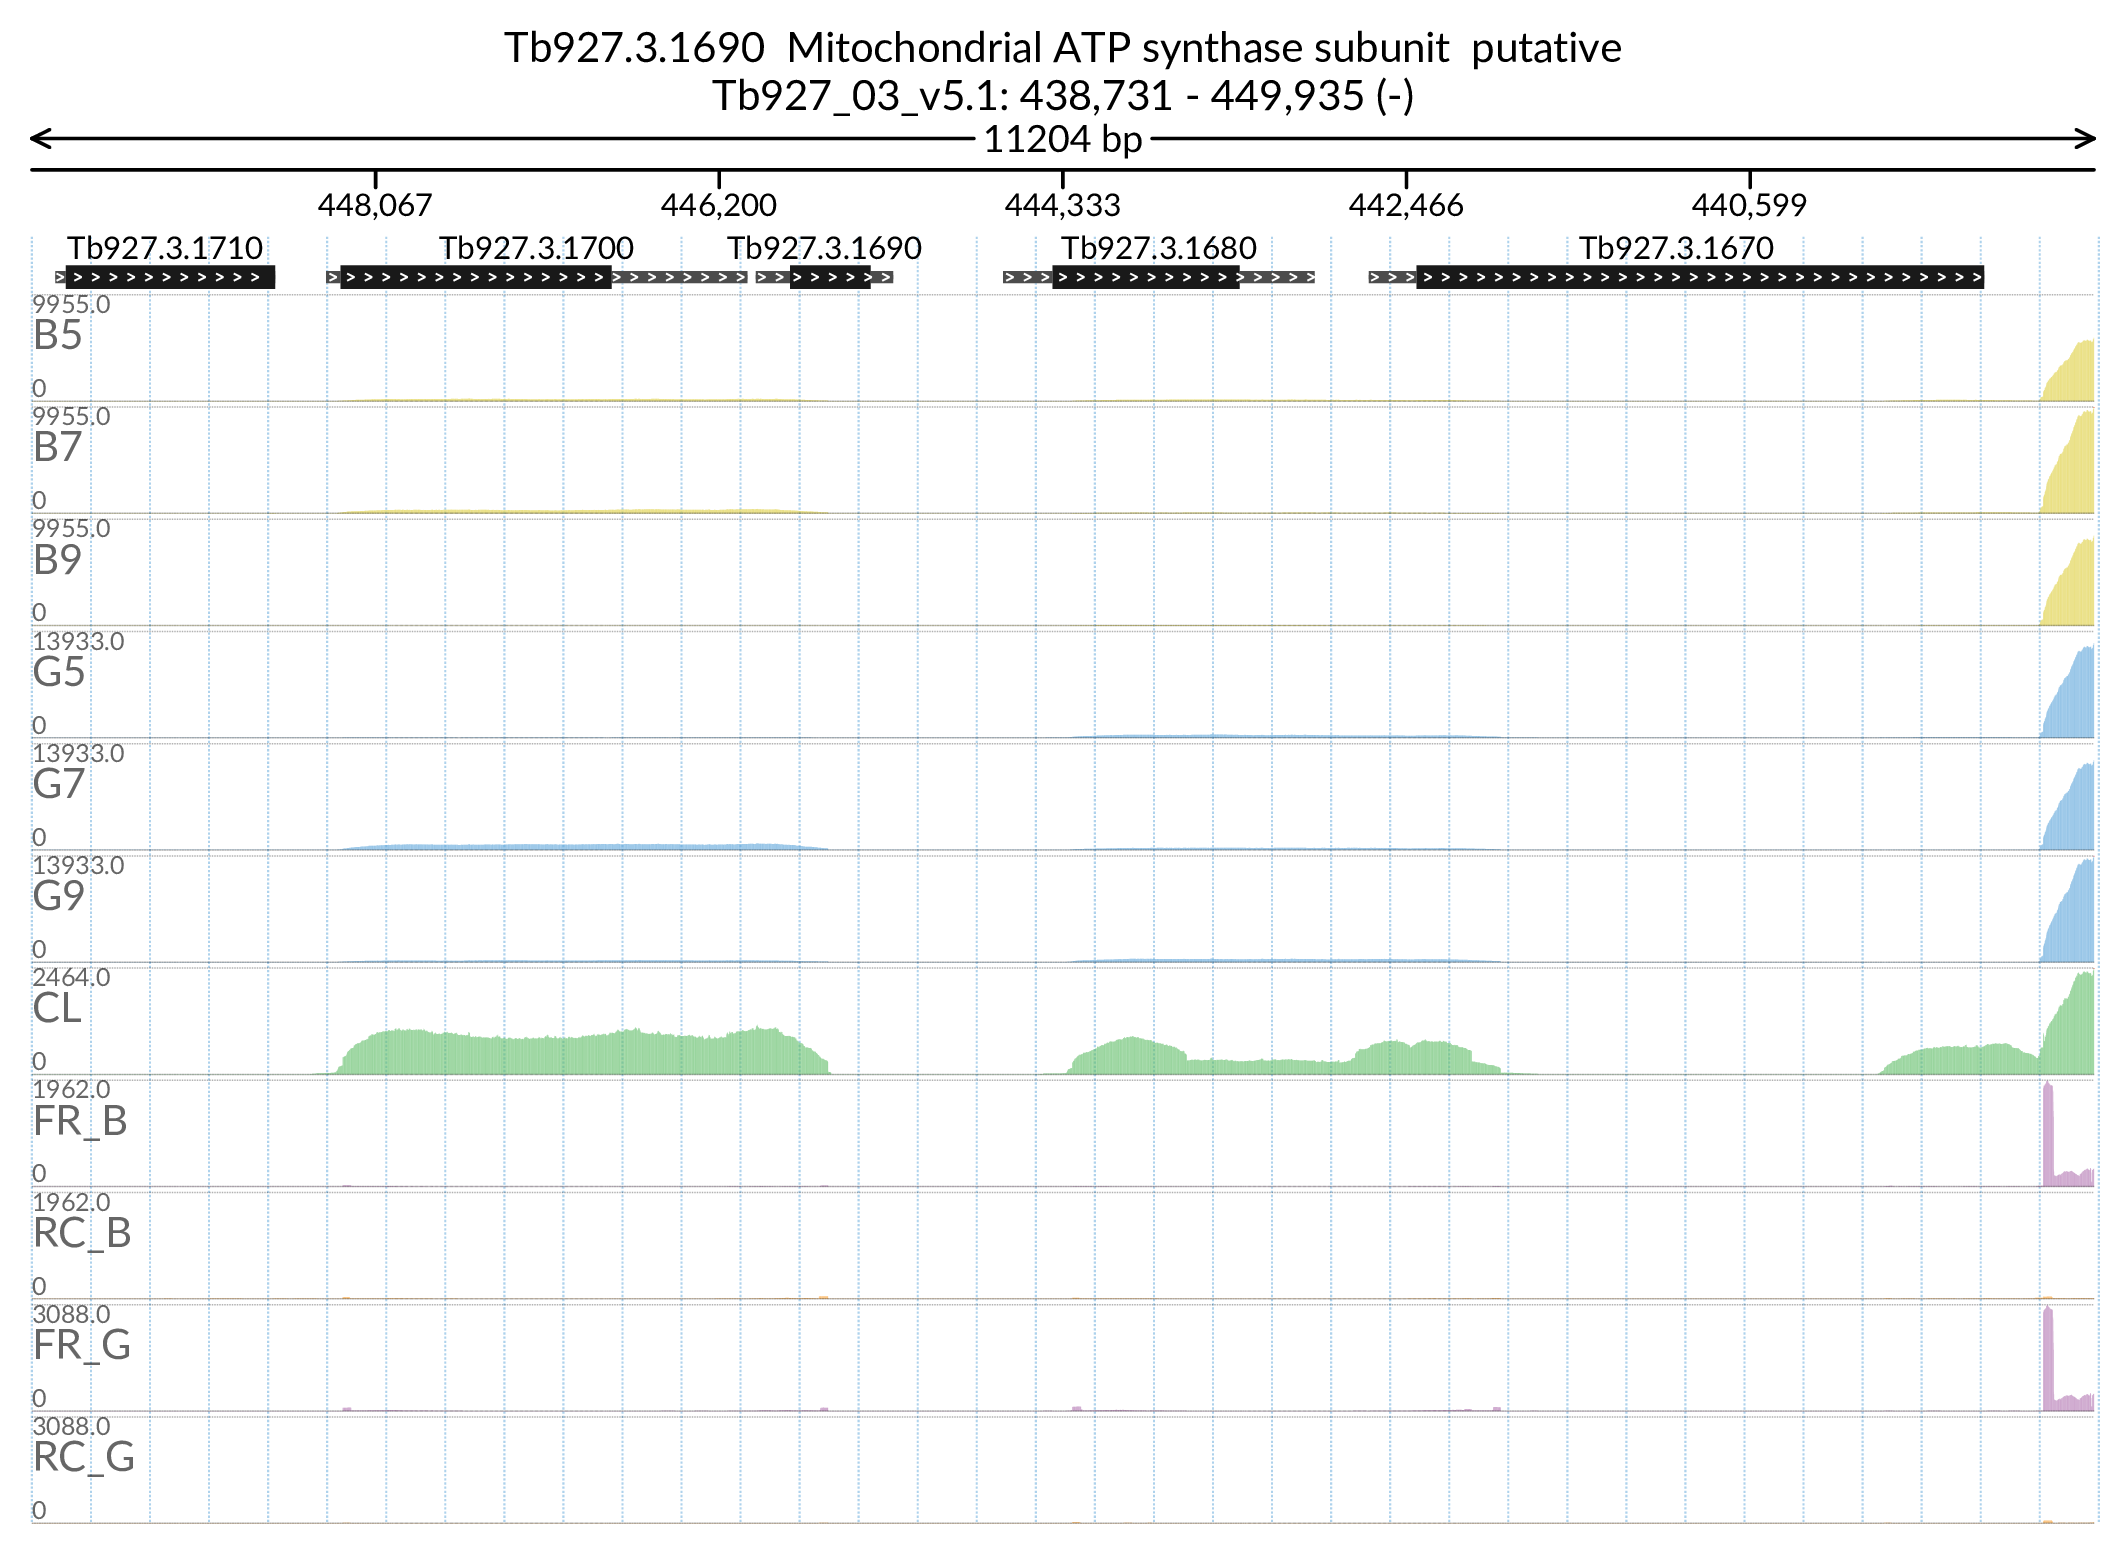 Tb927.3.1690  Mitochondrial ATP synthase subunit  putative
Tb927_03_v5.1: 438,731 - 449,935 (-)
11204 bp
448,067 446,200 444,333 442,466 440,599
Tb927.3.1710 Tb927.3.1700 Tb927.3.1690 Tb927.3.1680 Tb927.3.1670
9955.0
B5
0
9955.0
B7
0
9955.0
B9
0
13933.0
G5
0
13933.0
G7
0
13933.0
G9
0
2464.0
CL
0
1962.0
FR_B
0
1962.0
RC_B
0
3088.0
FR_G
0
3088.0
RC_G
0